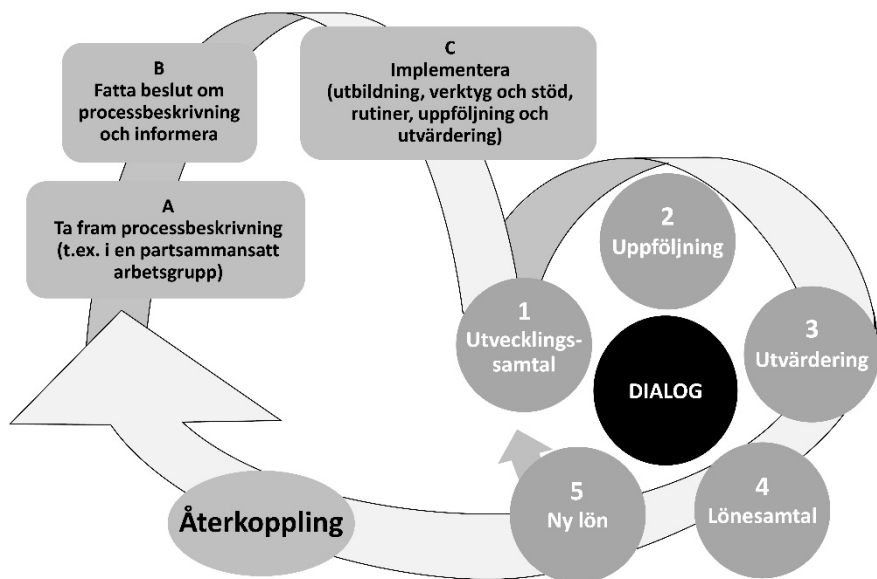 A
Ta fram processbeskrivning
(t.ex. i en partsammansatt
arbetsgrupp)
B
Fatta beslut om
processbeskrivning
och informera
C
Implementera
(utbildning, verktyg och stöd,
rutiner, uppföljning och
utvärdering)
1
Utvecklings-
samtal
2
Uppföljning
3
Utvärdering
4
Lönesamtal
5
Ny lön
DIALOG
Återkoppling